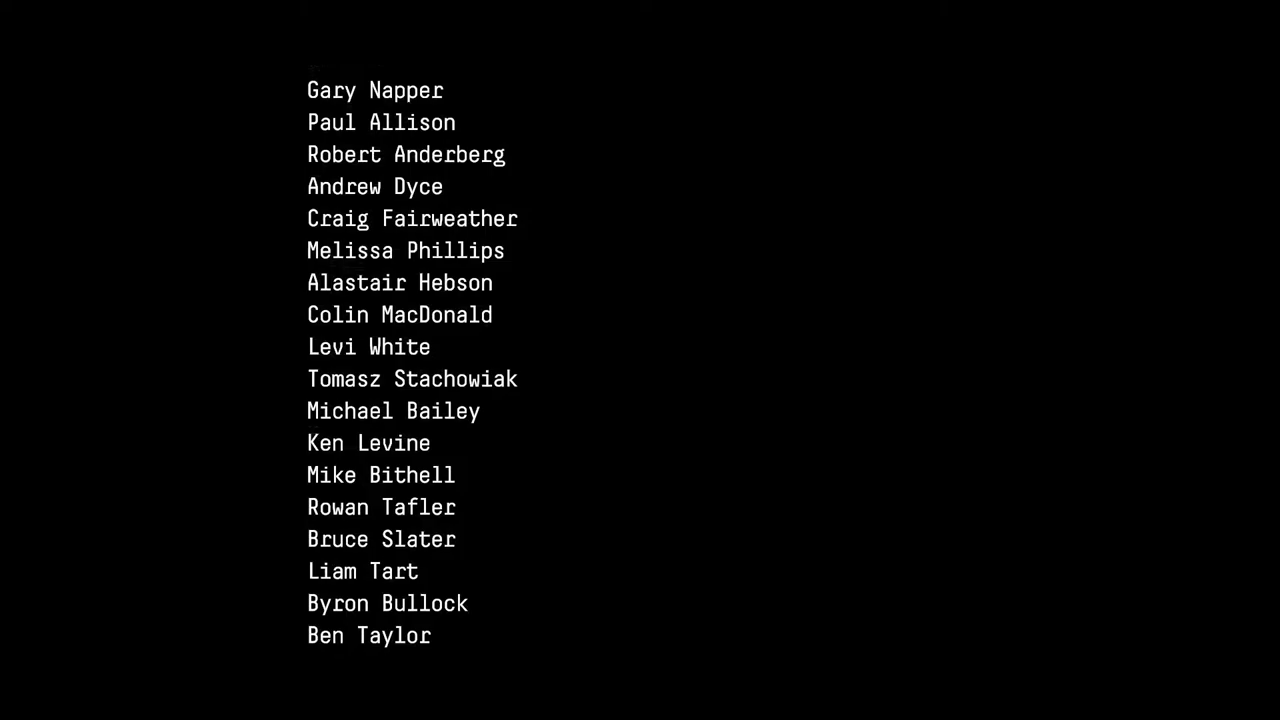 Gary Napper
Paul Allison
Robert Anderberg
Andrew Dyce
Craig Fairweather
Melissa Phillips
Alastair Hebson
Colin MacDonald
Levi White
Tomasz Stachowiak
Michael Bailey
Ken Levine
Mike Bithell
Rowan Tafler
Bruce Slater
Liam Tart
Byron Bullock
Ben Taylor